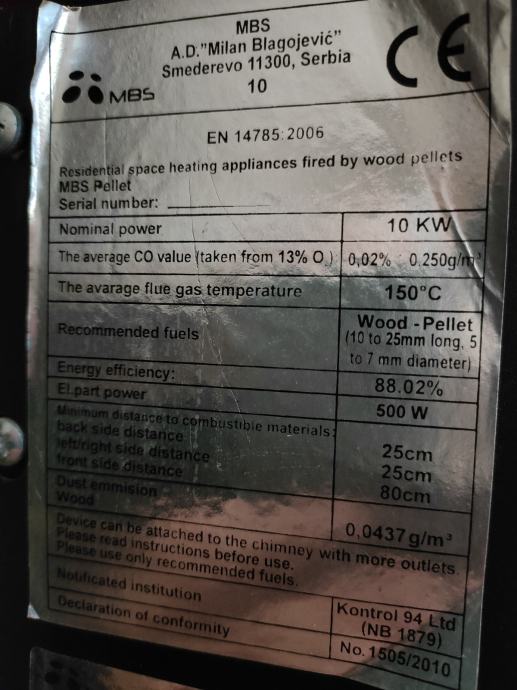 MBS
A.D."Milan Blagojević"
Smederevo 11300, Serbia
10
CE
MBS
EN 14785:2006
Residential space heating appliances fired by wood pellets
MBS Pellet
Serial number:
Nominal power 10 KW
The average CO value (taken from 13% O₂) 0,02% 0.250g/m³
The avarage flue gas temperature 150°C
Recommended fuels Wood - Pellet
(10 to 25mm long, 5
to 7 mm diameter)
Energy efficiency: 88.02%
El.part power 500 W
Minimum distance to combustible materials:
back side distance 25cm
left/right side distance 25cm
front side distance 80cm
Dust emmision
Wood 0,0437g/m³
Device can be attached to the chimney with more outlets.
Please read instructions before use.
Please use only recommended fuels.
Notificated institution Kontrol 94 Ltd
(NB 1879)
Declaration of conformity No. 1505/2010